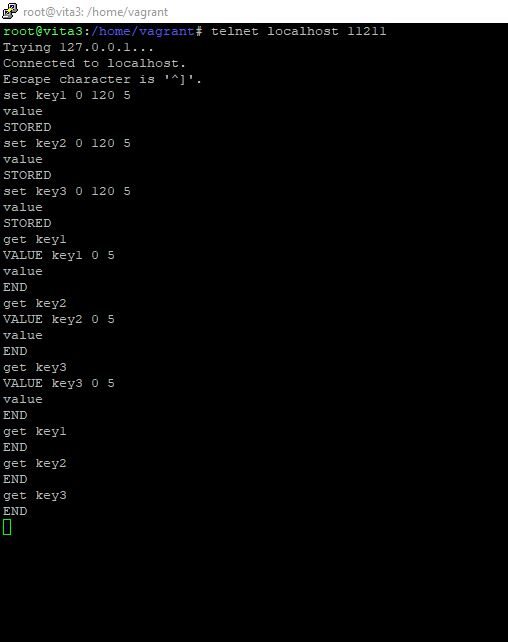 root@vita3: /home/vagrant
root@vita3:/home/vagrant# telnet localhost 11211
Trying 127.0.0.1...
Connected to localhost.
Escape character is '^]'.
set key1 0 120 5
value
STORED
set key2 0 120 5
value
STORED
set key3 0 120 5
value
STORED
get key1
VALUE key1 0 5
value
END
get key2
VALUE key2 0 5
value
END
get key3
VALUE key3 0 5
value
END
get key1
END
get key2
END
get key3
END